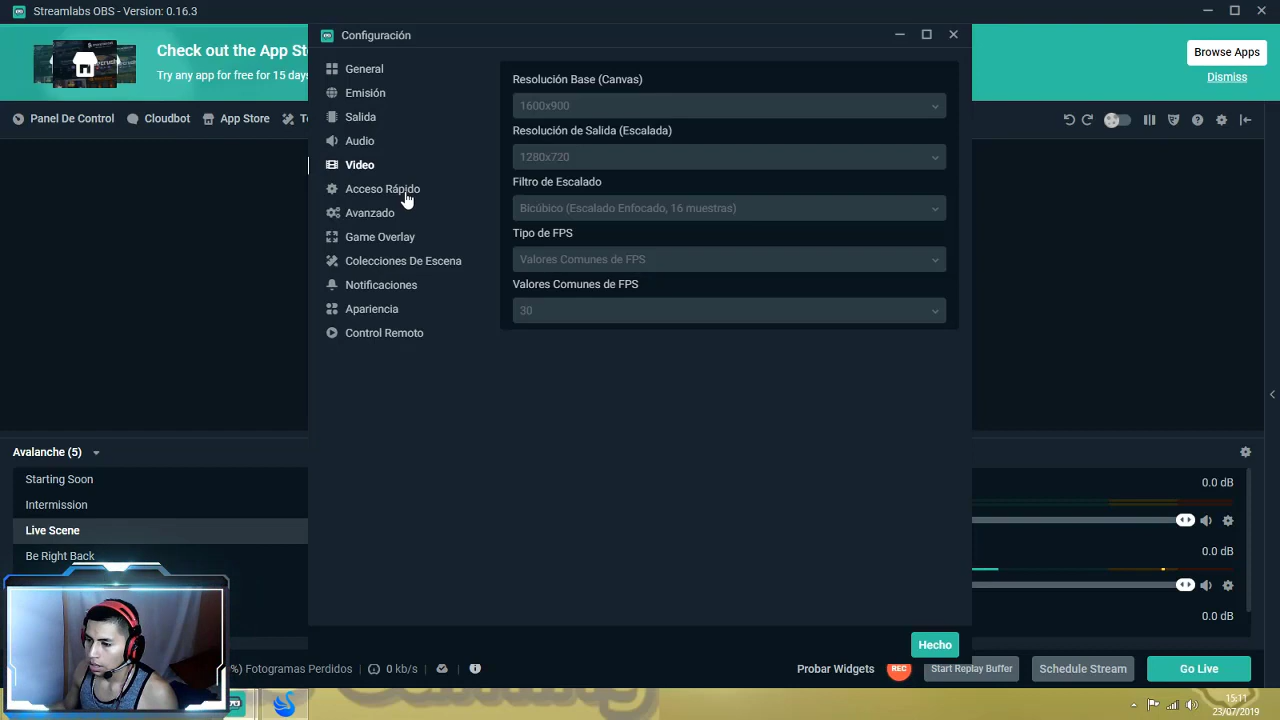 Streamlabs OBS - Version: 0.16.3
Check out the App Sto
Try any app for free for 15 days
Browse Apps
Dismiss
Panel De Control
Cloudbot
App Store
Configuración
General
Emisión
Salida
Audio
Video
Acceso Rápido
Avanzado
Game Overlay
Colecciones De Escena
Notificaciones
Apariencia
Control Remoto
Resolución Base (Canvas)
1600x900
Resolución de Salida (Escalada)
1280x720
Filtro de Escalado
Bicúbico (Escalado Enfocado, 16 muestras)
Tipo de FPS
Valores Comunes de FPS
Valores Comunes de FPS
30
Hecho
Avalanche (5)
Starting Soon
Intermission
Live Scene
Be Right Back
0.0 dB
0.0 dB
0.0 dB
%) Fotogramas Perdidos
0 kb/s
Probar Widgets
REC
Start Replay Buffer
Schedule Stream
Go Live
15:11
23/07/2019